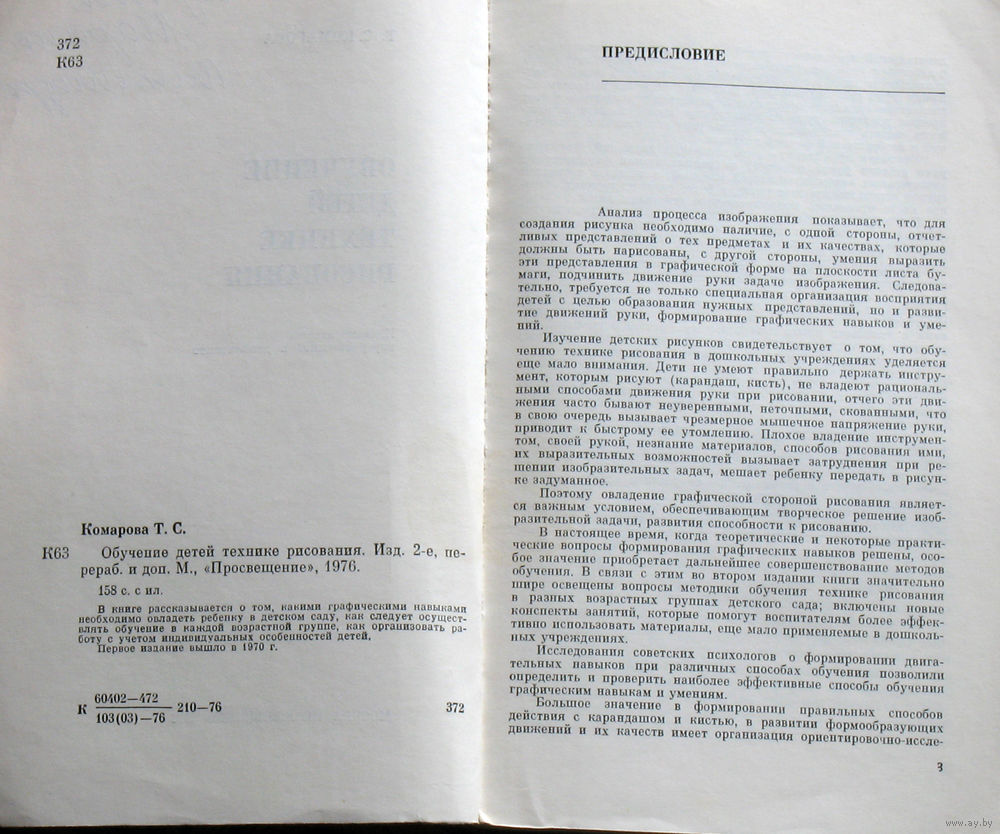 372
К63
Комарова Т. С.
К63 Обучение детей технике рисования. Изд. 2-е, пе-
рераб. и доп. М., «Просвещение», 1976.
158 с. с ил.
В книге рассказывается о том, какими графическими навыками
необходимо овладеть ребенку в детском саду, как следует осущест-
влять обучение в каждой возрастной группе, как организовать ра-
боту с учетом индивидуальных особенностей детей.
Первое издание вышло в 1970 г.
К 60402—472
103(03)—76 210—76 372
ПРЕДИСЛОВИЕ
Анализ процесса изображения показывает, что для
создания рисунка необходимо наличие, с одной стороны, отчет-
ливых представлений о тех предметах и их качествах, которые
должны быть нарисованы, с другой стороны, умения выразить
эти представления в графической форме на плоскости листа бу-
маги, подчинить движение руки задаче изображения. Следова-
тельно, требуется не только специальная организация восприятия
детей с целью образования нужных представлений, но и разви-
тие движений руки, формирование графических навыков и уме-
ний.
Изучение детских рисунков свидетельствует о том, что обу-
чению технике рисования в дошкольных учреждениях уделяется
еще мало внимания. Дети не умеют правильно держать инстру-
мент, которым рисуют (карандаш, кисть), не владеют рациональ-
ными способами движения руки при рисовании, отчего эти дви-
жения часто бывают неуверенными, неточными, скованными, что
в свою очередь вызывает чрезмерное мышечное напряжение руки,
приводит к быстрому ее утомлению. Плохое владение инструмен-
том, своей рукой, незнание материалов, способов рисования ими,
их выразительных возможностей вызывает затруднения при ре-
шении изобразительных задач, мешает ребенку передать в рисун-
ке задуманное.
Поэтому овладение графической стороной рисования являет-
ся важным условием, обеспечивающим творческое решение изоб-
разительной задачи, развития способности к рисованию.
В настоящее время, когда теоретические и некоторые практи-
ческие вопросы формирования графических навыков решены, осо-
бое значение приобретает дальнейшее совершенствование методов
обучения. В связи с этим во втором издании книги значительно
шире освещены вопросы методики обучения технике рисования
в разных возрастных группах детского сада; включены новые
конспекты занятий, которые помогут воспитателям более эффек-
тивно использовать материалы, еще мало применяемые в дошколь-
ных учреждениях.
Исследования советских психологов о формировании двига-
тельных навыков при различных способах обучения позволили
определить и проверить наиболее эффективные способы обучения
графическим навыкам и умениям.
Большое значение в формировании правильных способов
действия с карандашом и кистью, в развитии формообразующих
движений и их качеств имеет организация ориентировочно-иссле-
3
www.ay.by